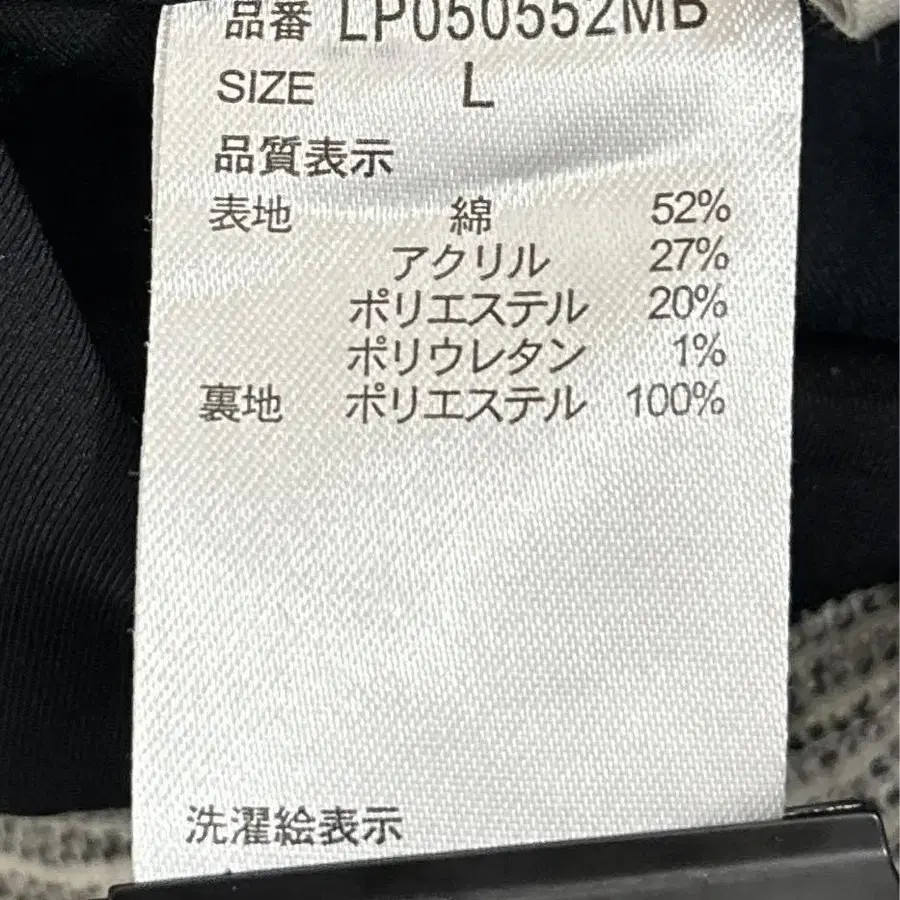 品番 LP050552MB
SIZE L
品質表示
表地 綿 52%
アクリル 27%
ポリエステル 20%
ポリウレタン 1%
裏地 ポリエステル 100%
洗濯絵表示